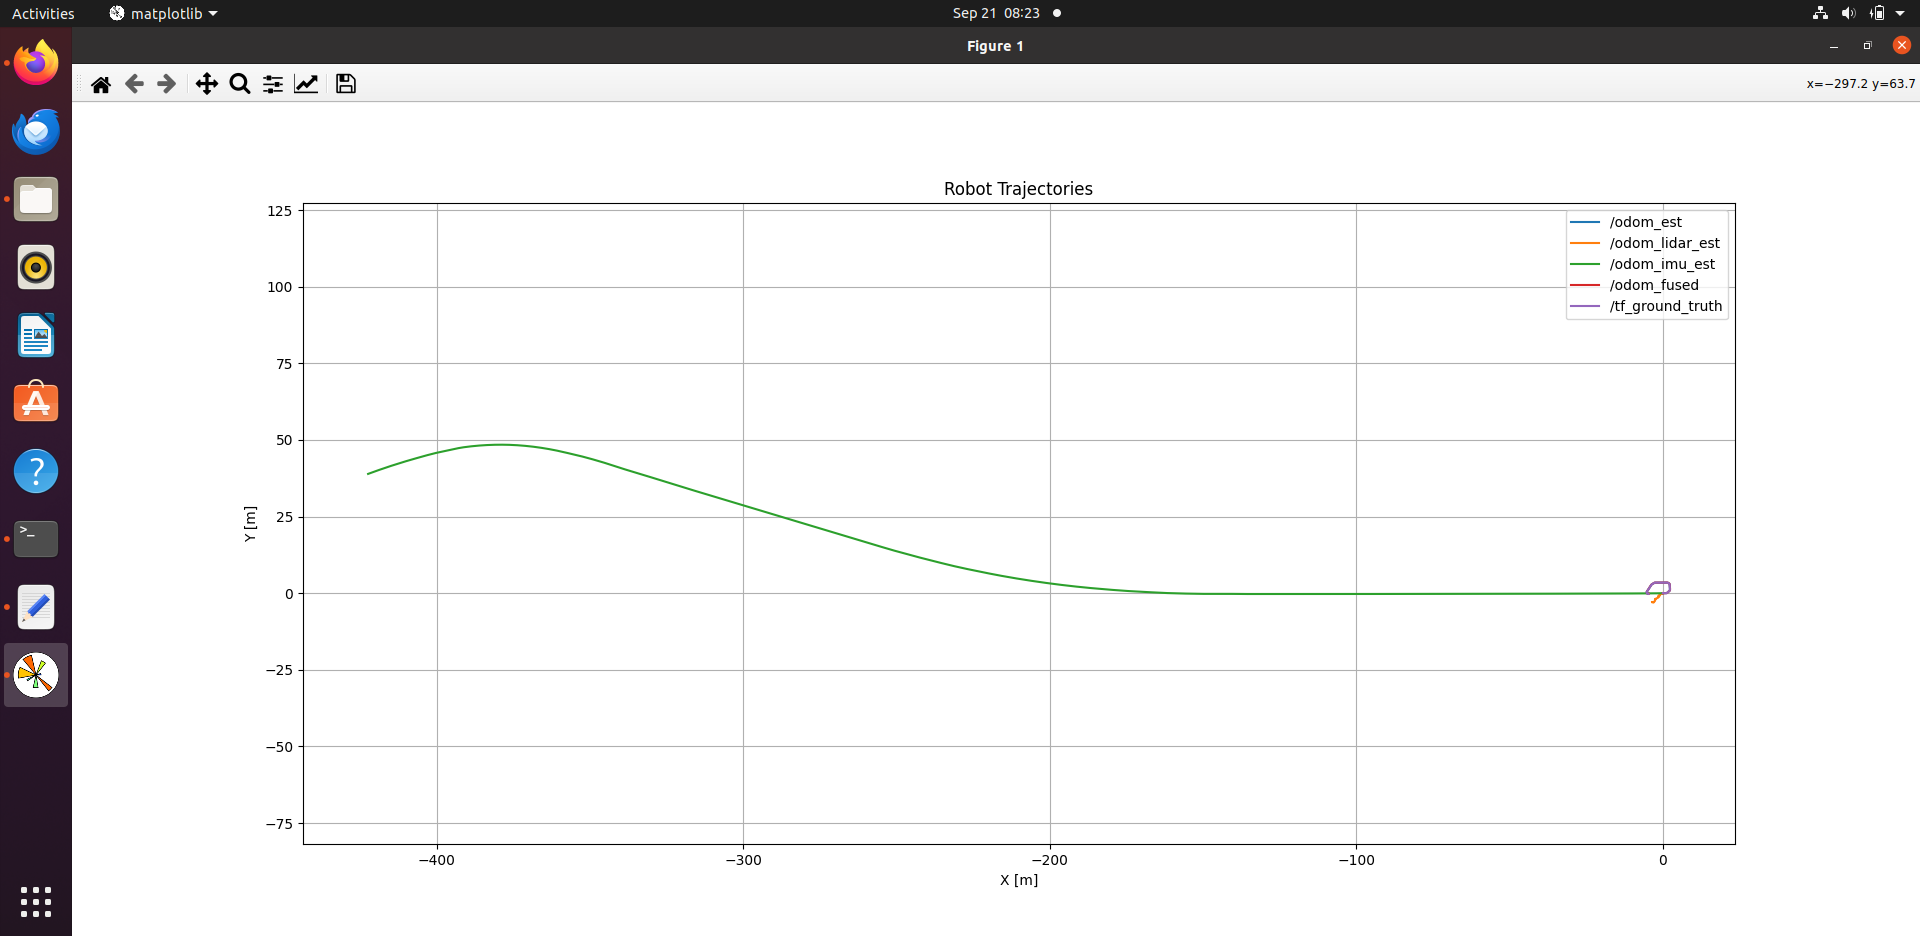 Activities
matplotlib
Sep 21 08:23
Figure 1
x=−297.2 y=63.7
Robot Trajectories
125
100
75
50
25
0
−25
−50
−75
Y [m]
/odom_est
/odom_lidar_est
/odom_imu_est
/odom_fused
/tf_ground_truth
−400
−300
−200
−100
0
X [m]
?
>_